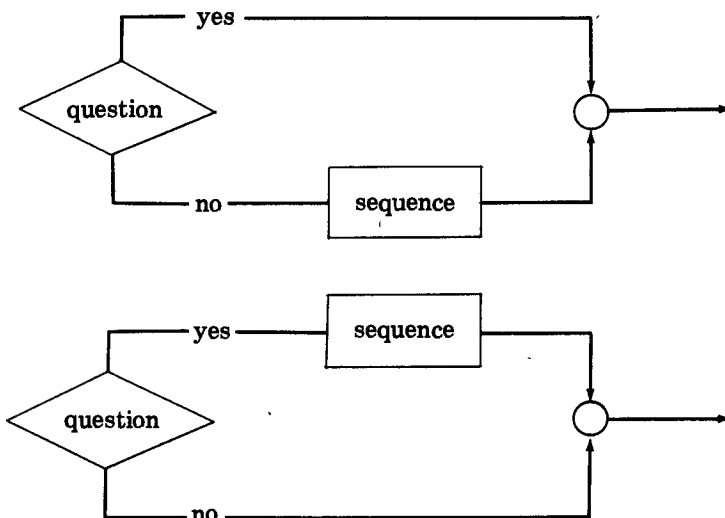 yes
question
no
sequence
yes
sequence
question
no